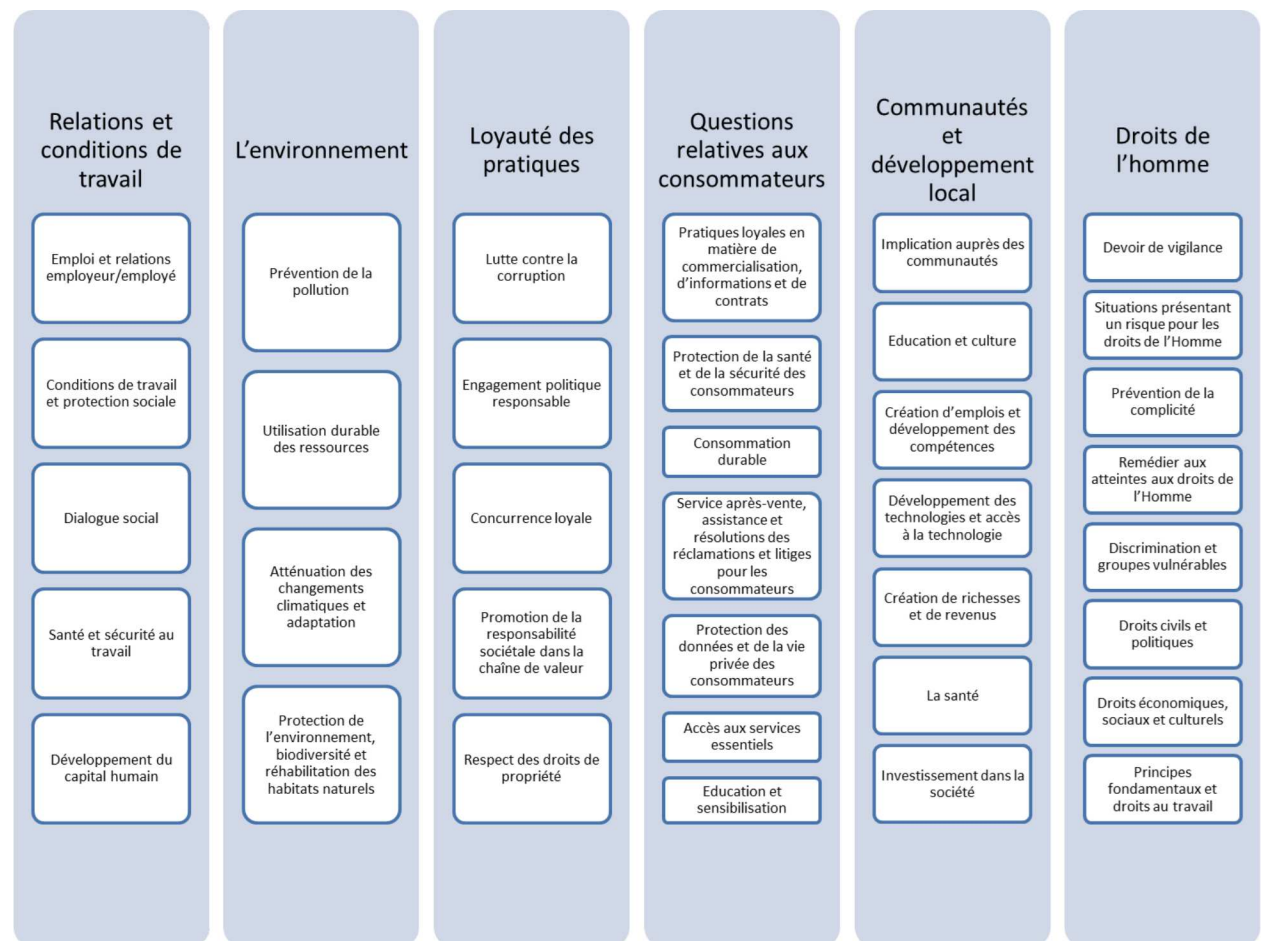 Relations et
conditions de
travail
Emploi et relations
employeur/employé
Conditions de travail
et protection sociale
Dialogue social
Santé et sécurité au
travail
Développement du
capital humain
L'environnement
Prévention de la
pollution
Utilisation durable
des ressources
Atténuation des
changements
climatiques et
adaptation
Protection de
l'environnement,
biodiversité et
réhabilitation des
habitats naturels
Loyauté des
pratiques
Lutte contre la
corruption
Engagement politique
responsable
Concurrence loyale
Promotion de la
responsabilité
sociétale dans la
chaîne de valeur
Respect des droits de
propriété
Questions
relatives aux
consommateurs
Pratiques loyales en
matière de
commercialisation,
d'informations et de
contrats
Protection de la santé
et de la sécurité des
consommateurs
Consommation
durable
Service après-vente,
assistance et
résolutions des
réclamations et litiges
pour les
consommateurs
Protection des
données et de la vie
privée des
consommateurs
Accès aux services
essentiels
Education et
sensibilisation
Communautés
et
développement
local
Implication auprès des
communautés
Education et culture
Création d'emplois et
développement des
compétences
Développement des
technologies et accès
à la technologie
Création de richesses
et de revenus
La santé
Investissement dans la
société
Droits de
l'homme
Devoir de vigilance
Situations présentant
un risque pour les
droits de l'Homme
Prévention de la
complicité
Remédier aux
atteintes aux droits de
l'Homme
Discrimination et
groupes vulnérables
Droits civils et
politiques
Droits économiques,
sociaux et culturels
Principes
fondamentaux et
droits au travail